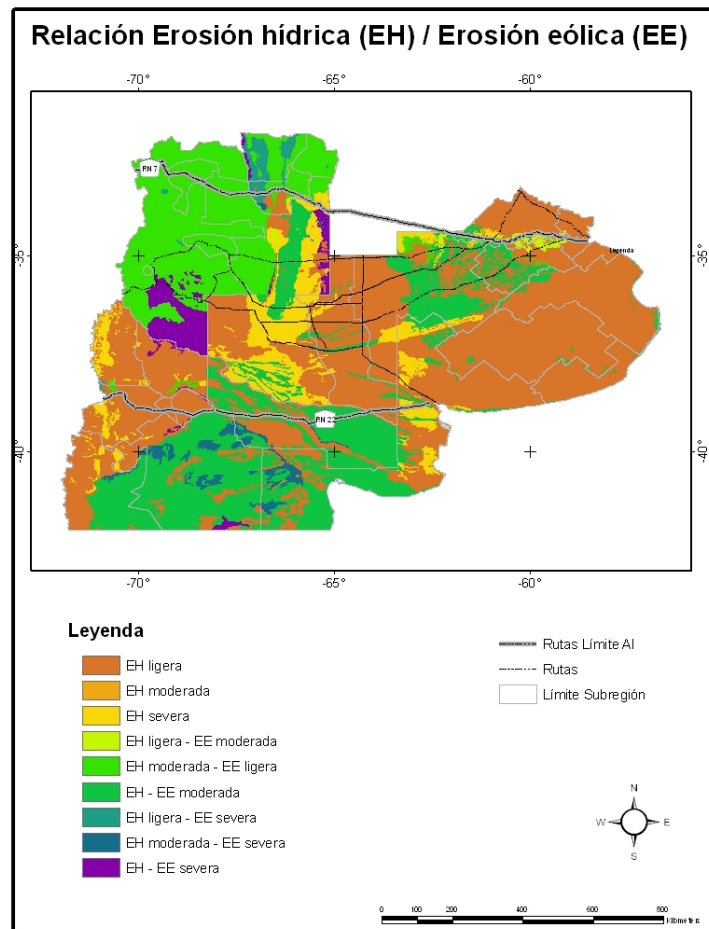 Relación Erosión hídrica (EH) / Erosión eólica (EE)
-70° -65° -60°
RN 7
Leyenda
-35° -35°
RN 22
-40° -40°
-70° -65° -60°
Leyenda
EH ligera
EH moderada
EH severa
EH ligera - EE moderada
EH moderada - EE ligera
EH - EE moderada
EH ligera - EE severa
EH moderada - EE severa
EH - EE severa
Rutas Límite AI
Rutas
Límite Subregión
N
W E
S
0 100 200 400 600 800
Kilometers